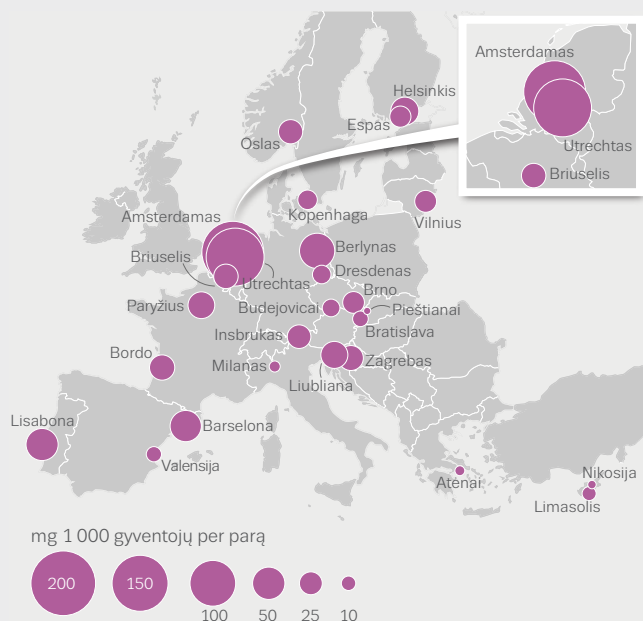 Amsterdamas
Utrechtas
Briuselis
Helsinkis
Espas
Oslas
Kopenhaga
Vilnius
Amsterdamas
Briuselis
Utrechtas
Berlynas
Dresdenas
Brno
Paryžius
Budejovicai
Pieštianai
Bratislava
Insbrukas
Bordo
Milanas
Zagrebas
Liubliana
Lisabona
Barselona
Valensija
Atėnai
Nikosija
Limasolis
mg 1 000 gyventojų per parą
200 150 100 50 25 10